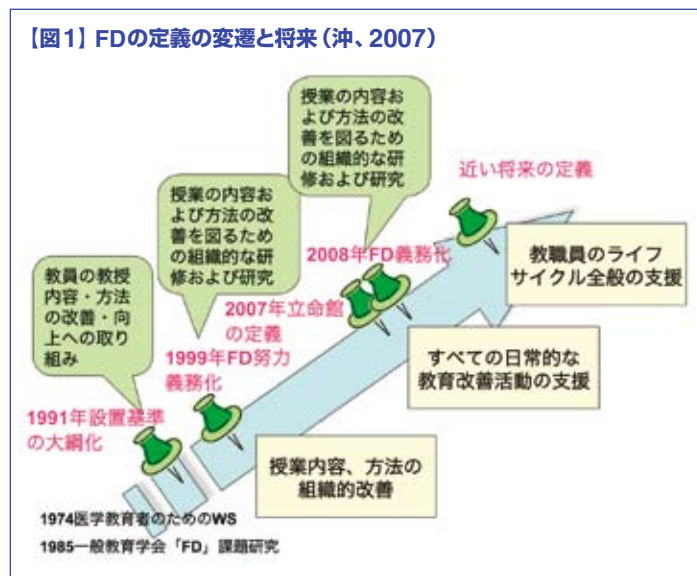 【図1】 FDの定義の変遷と将来（沖、2007）
授業の内容お
よび方法の改
善を図るため
の組織的な研
修および研究
近い将来の定義
授業の内容お
よび方法の改
善を図るため
の組織的な研
修および研究
2008年FD義務化
教職員のライフ
サイクル全般の支援
教員の教授
内容・方法
の改善・向
上への取り
組み
2007年立命館
の定義
1999年FD努力
義務化
すべての日常的な
教育改善活動の支援
1991年設置基準
の大綱化
授業内容、方法の
組織的改善
1974医学教育者のためのWS
1985一般教育学会「FD」課題研究